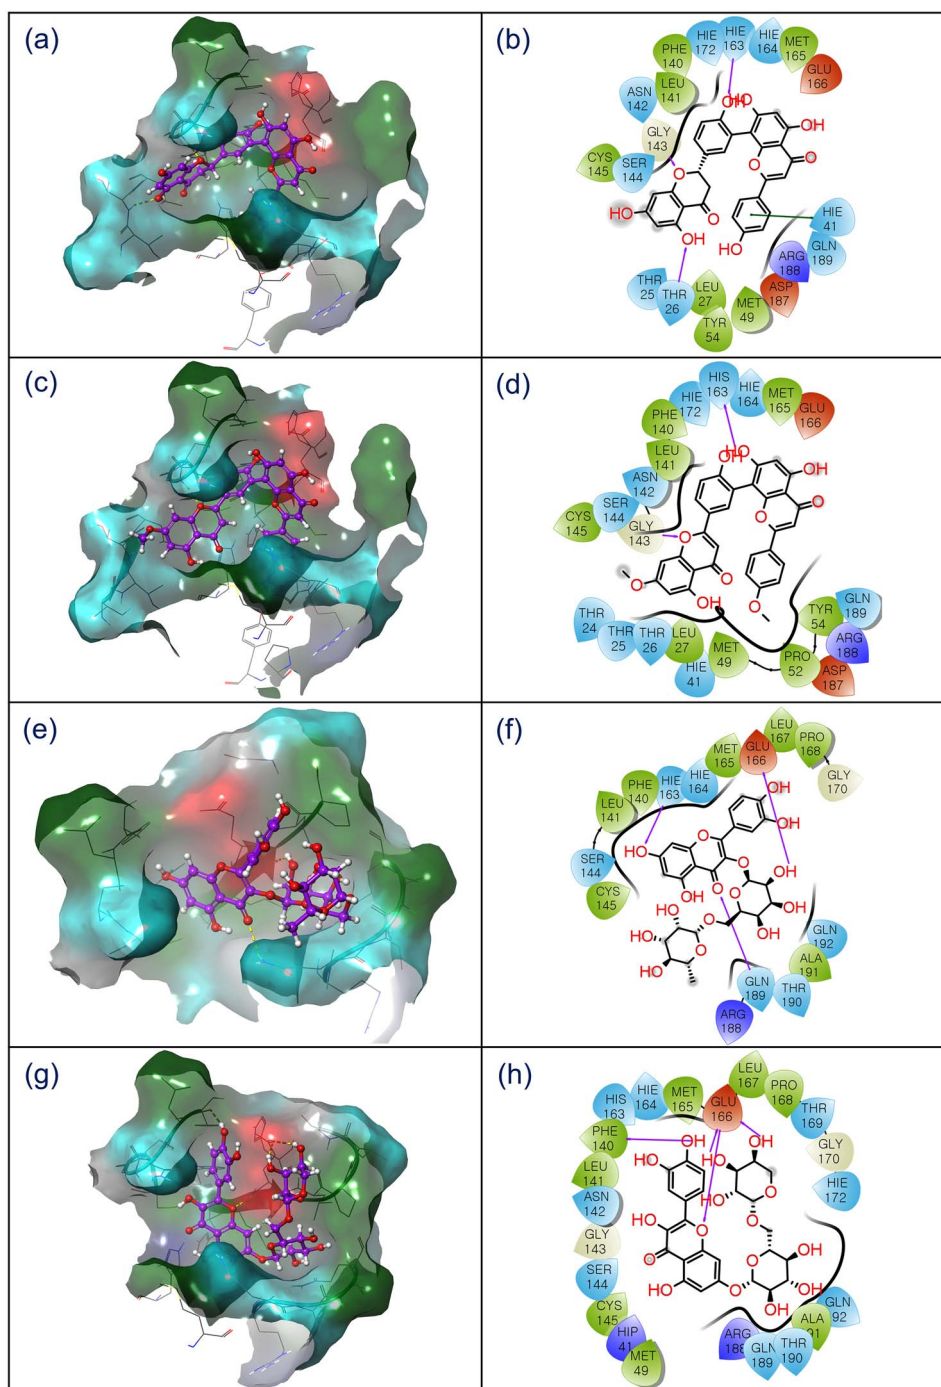 (a)
(b)
HIE 172
HIE 163
HIE 164
MET 165
GLU 166
PHE 140
LEU 141
ASN 142
GLY 143
CYS 145
SER 144
OH
HO
OH
O
O
O
O
HO
OH
HO
HIE 41
GLN 189
ARG 188
ASP 187
MET 49
TYR 54
LEU 27
THR 26
THR 25
(c)
(d)
HIS 163
HIE 172
HIE 164
MET 165
GLU 166
PHE 140
LEU 141
ASN 142
SER 144
CYS 145
GLY 143
OH
HO
OH
O
O
O
O
O
OH
O
THR 24
THR 25
THR 26
LEU 27
HIE 41
MET 49
PRO 52
TYR 54
GLN 189
ARG 188
ASP 187
(e)
(f)
LEU 167
GLU 166
PRO 168
MET 165
GLY 170
HIE 164
HIE 163
PHE 140
LEU 141
SER 144
CYS 145
OH
OH
HO
O
O
O
OH
OH
O
OH
OH
O
O
OH
HO
HO
GLN 192
ALA 191
THR 190
GLN 189
ARG 188
(g)
(h)
LEU 167
PRO 168
THR 169
GLY 170
HIE 172
GLU 166
MET 165
HIE 164
HIS 163
PHE 140
LEU 141
ASN 142
GLY 143
SER 144
CYS 145
HIP 41
MET 49
OH
HO
HO
O
O
OH
O
HO
OH
HO
O
O
O
OH
OH
OH
GLN 192
ALA 191
THR 190
GLN 189
ARG 188